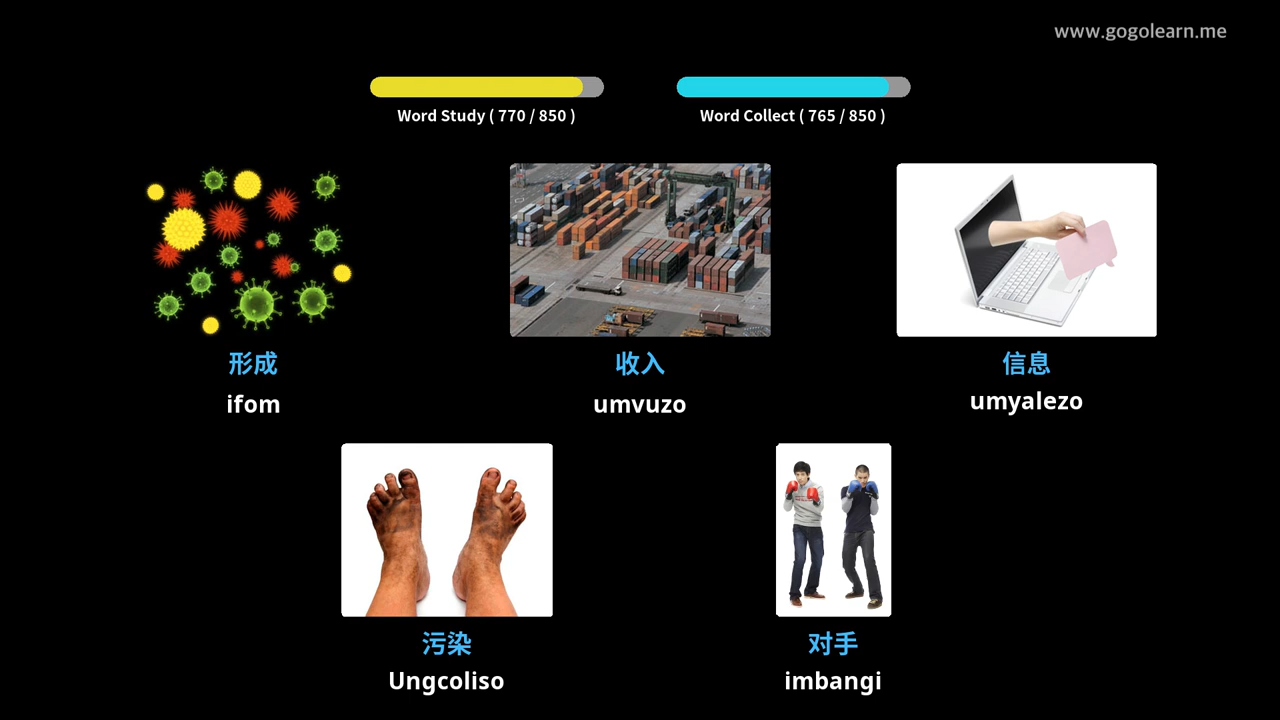 www.gogolearn.me
Word Study ( 770 / 850 )
Word Collect ( 765 / 850 )
形成
ifom
收入
umvuzo
信息
umyalezo
污染
Ungcoliso
对手
imbangi